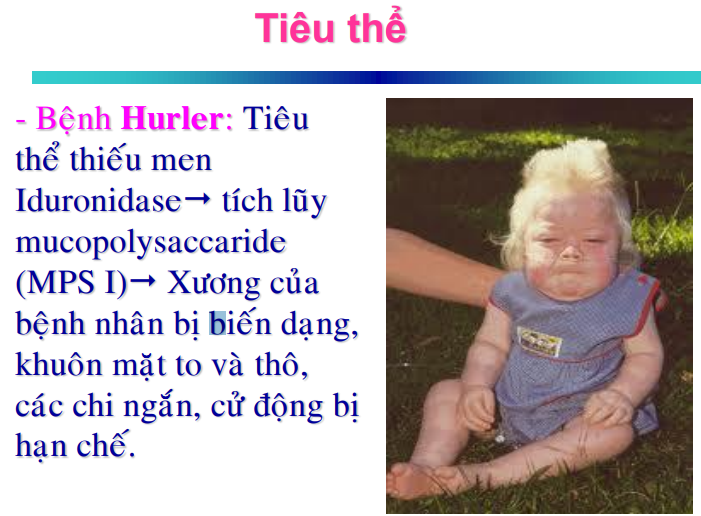 Tiêu thể
- Bệnh Hurler: Tiêu
thể thiếu men
Iduronidase→ tích lũy
mucopolysaccaride
(MPS I)→ Xương của
bệnh nhân bị biến dạng,
khuôn mặt to và thô,
các chi ngắn, cử động bị
hạn chế.